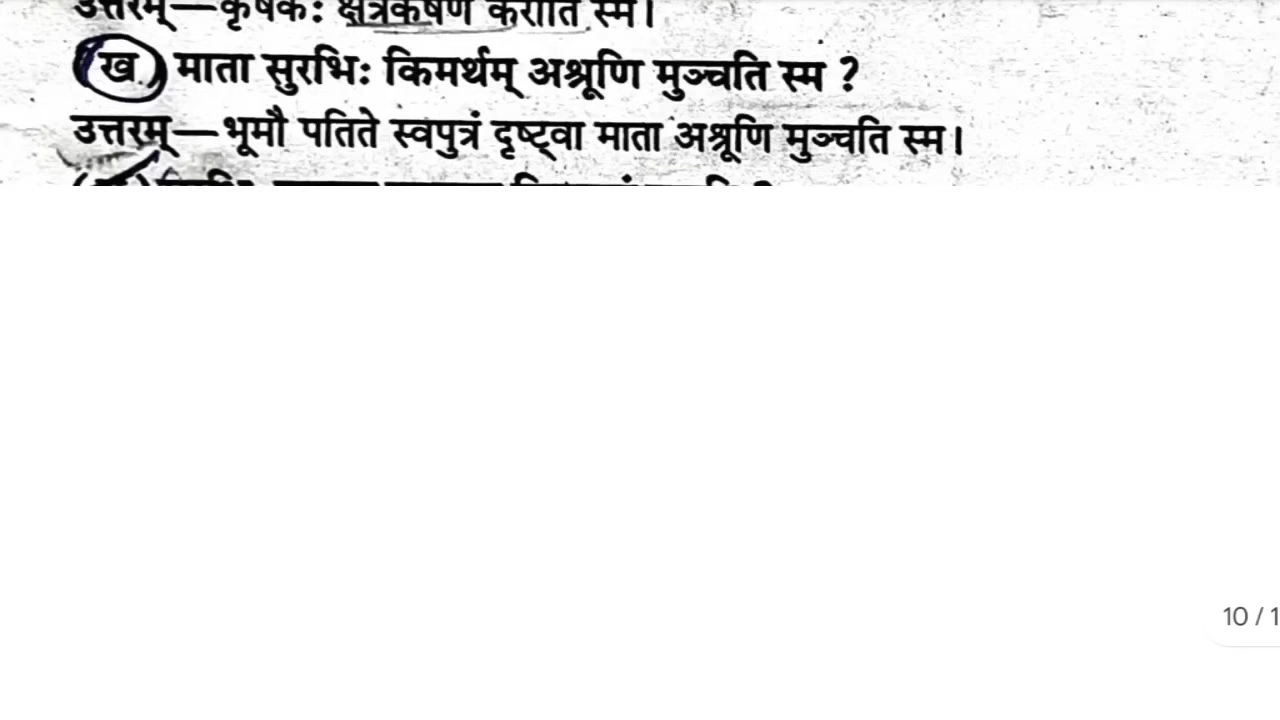 उत्तरम्—कृषकः क्षेत्रकर्षणं करोति स्म।
(ख) माता सुरभिः किमर्थम् अश्रूणि मुञ्चति स्म ?
उत्तरम्—भूमौ पतिते स्वपुत्रं दृष्ट्वा माता अश्रूणि मुञ्चति स्म।
10 / 1